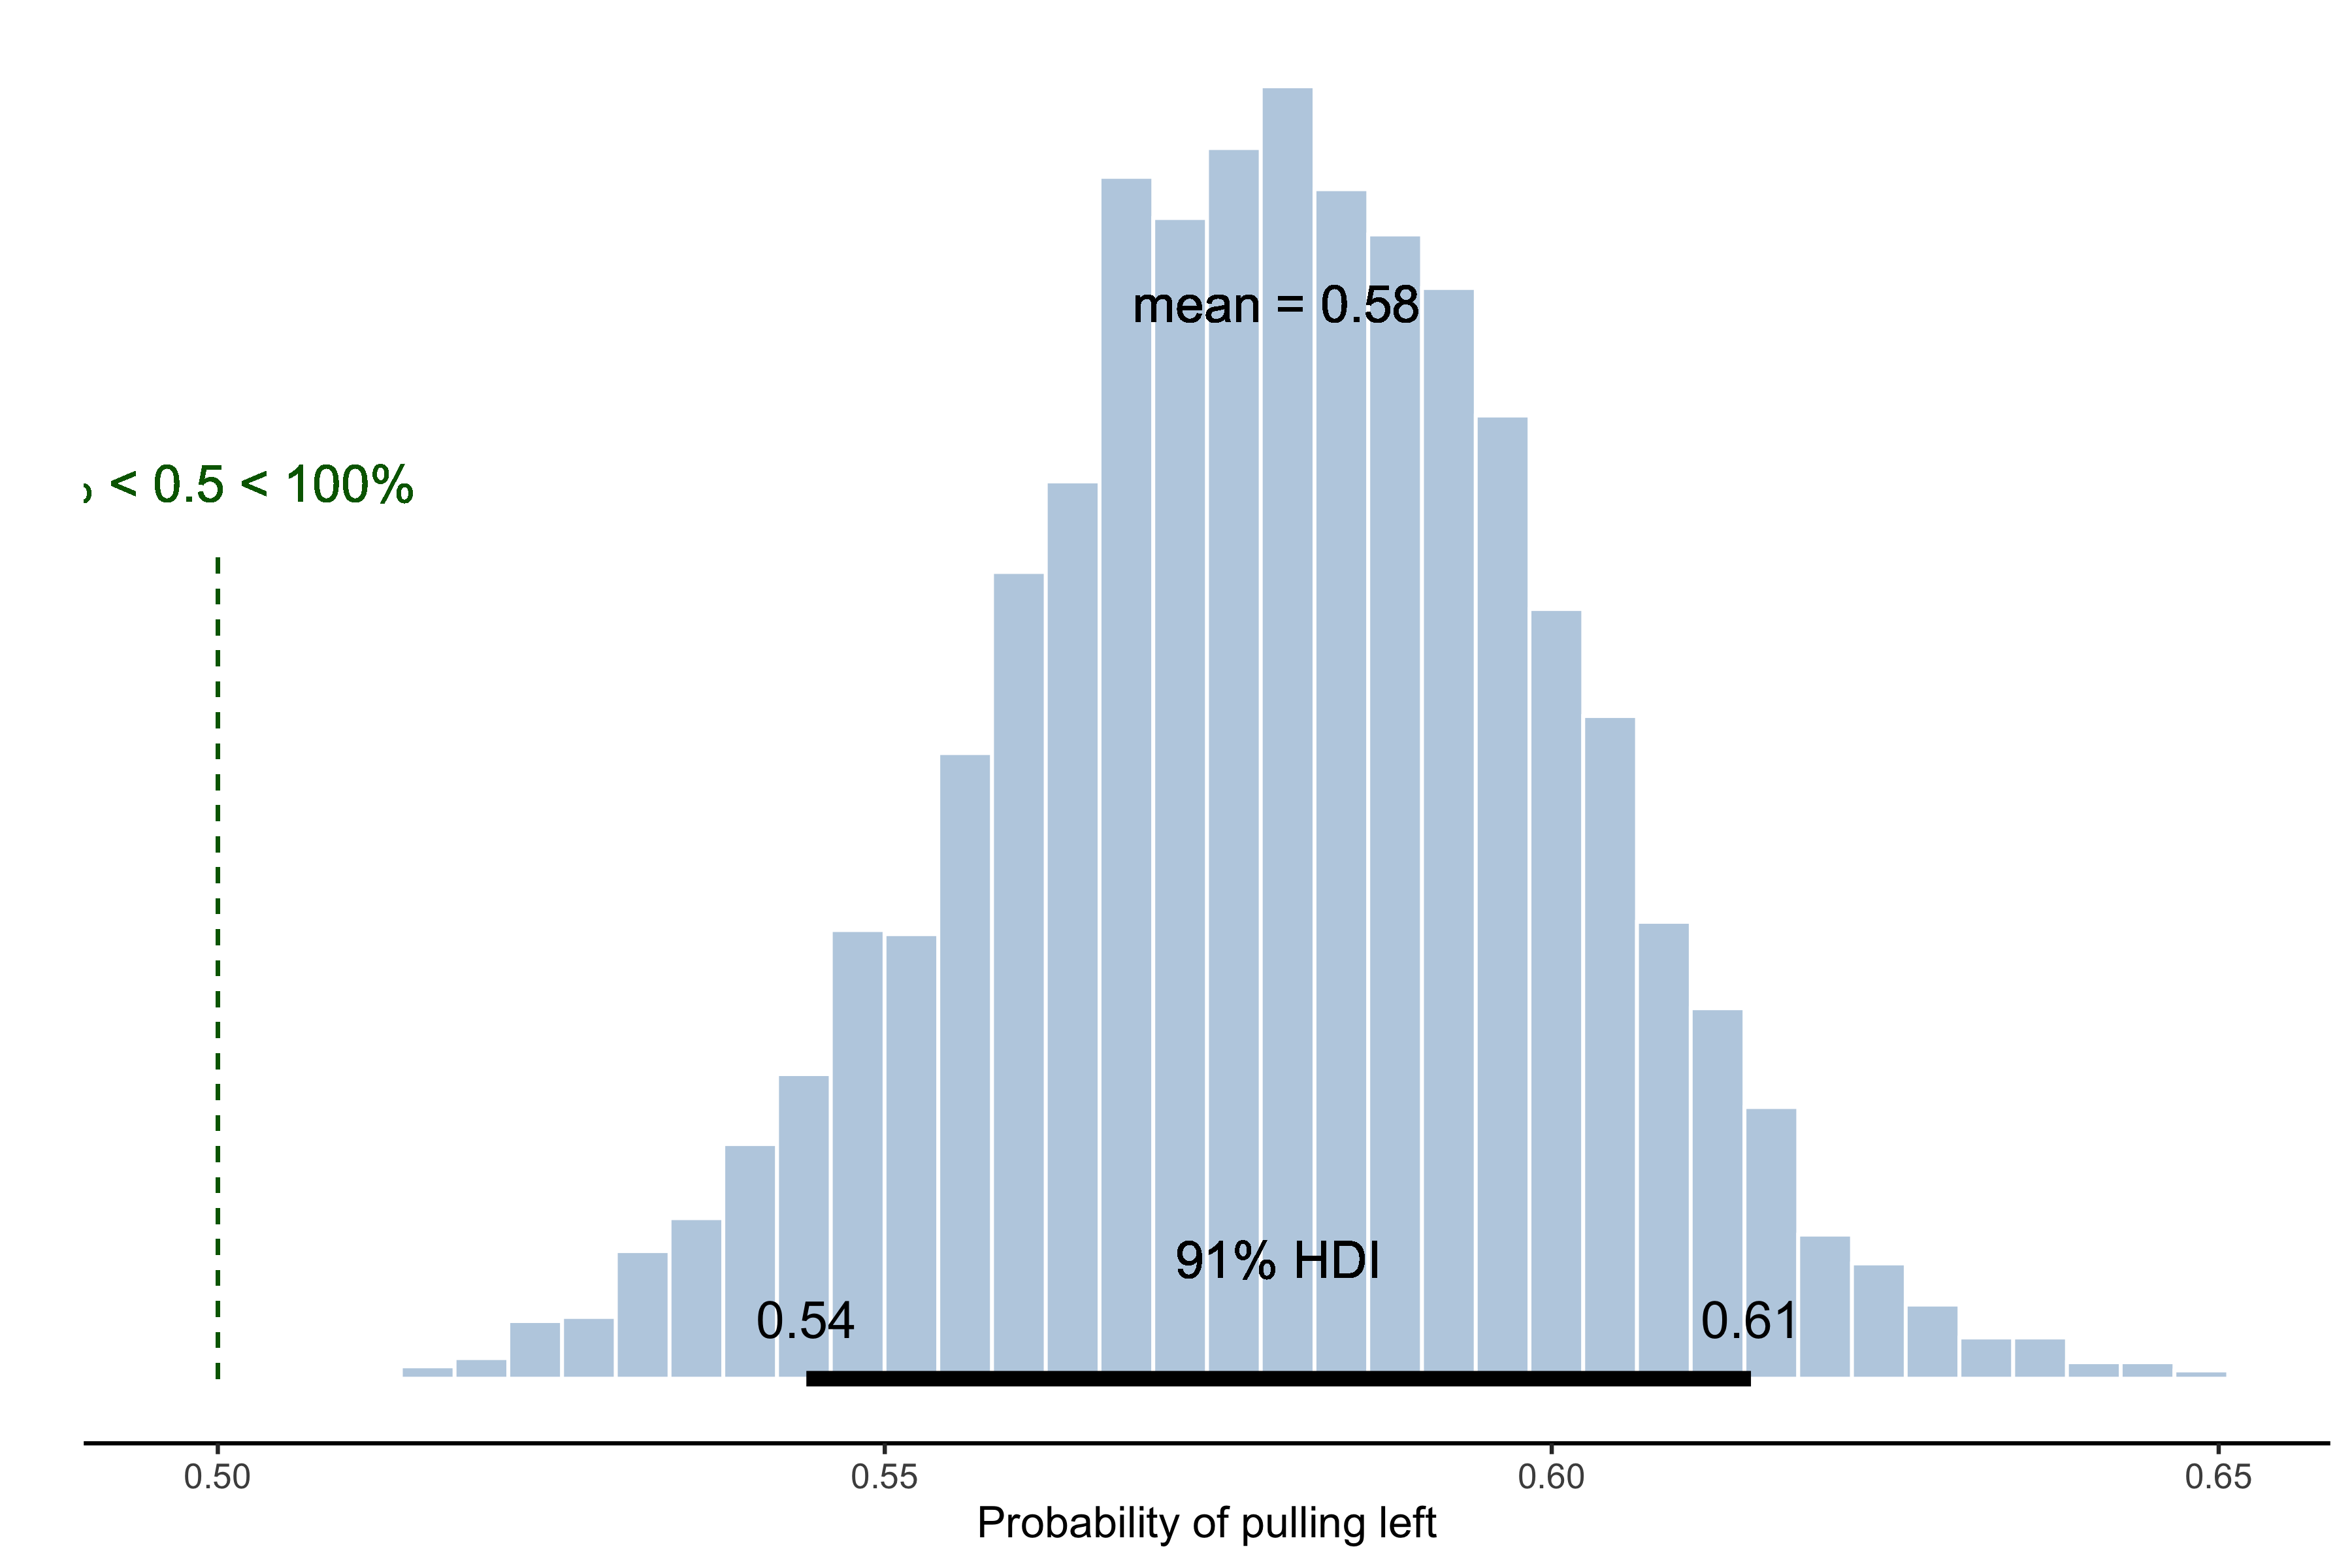 mean = 0.58
< 0.5 < 100%
91% HDI
0.54 0.61
0.50 0.55 0.60 0.65
Probability of pulling left